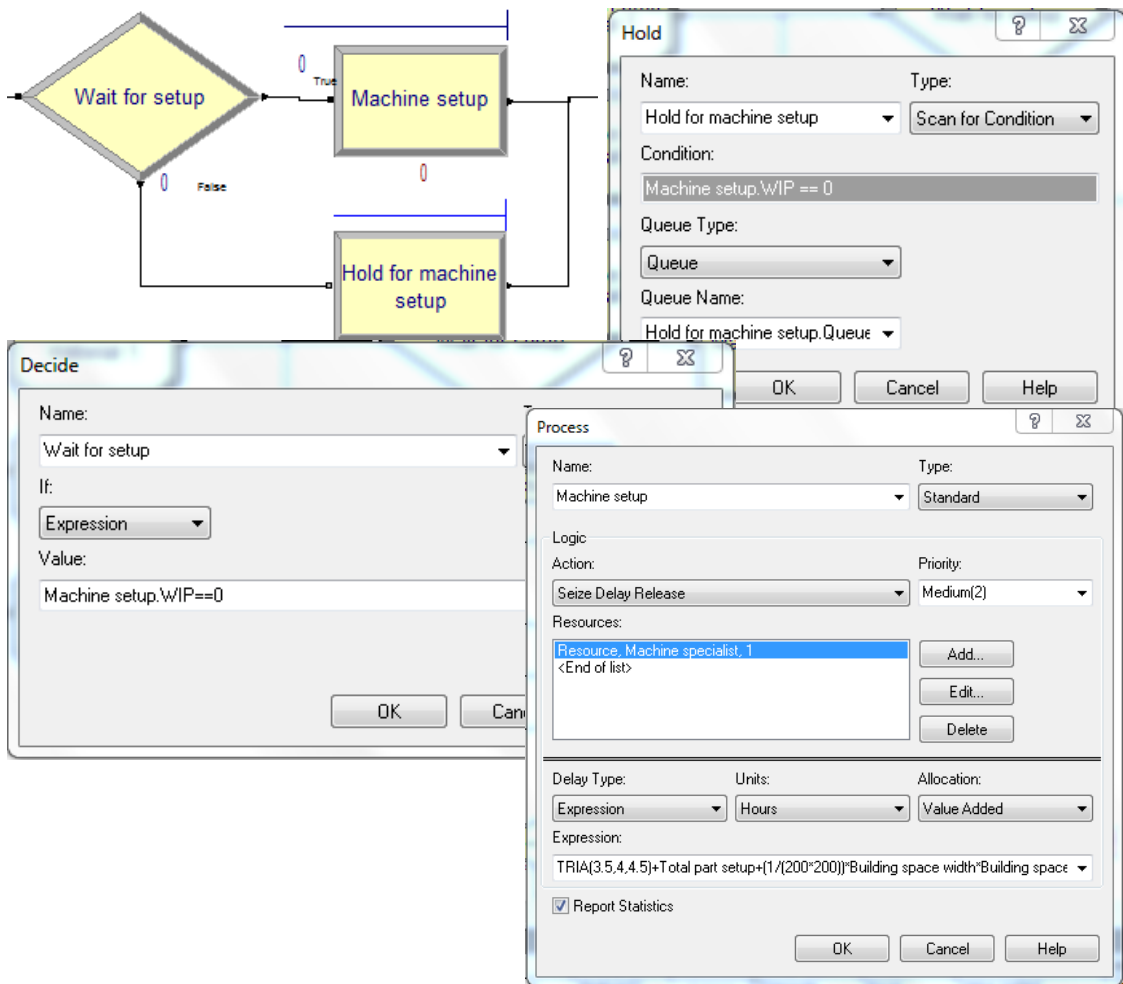 Wait for setup
0
True
Machine setup
0
0
False
Hold for machine
setup
Hold
Name:
Type:
Hold for machine setup
Scan for Condition
Condition:
Machine setup.WIP == 0
Queue Type:
Queue
Queue Name:
Hold for machine setup.Queue
OK
Cancel
Help
Decide
Name:
Wait for setup
If:
Expression
Value:
Machine setup.WIP==0
OK
Process
Name:
Type:
Machine setup
Standard
Logic
Action:
Priority:
Seize Delay Release
Medium(2)
Resources:
Resource, Machine specialist, 1
<End of list>
Add...
Edit...
Delete
Delay Type:
Units:
Allocation:
Expression
Hours
Value Added
Expression:
TRIA(3.5,4,4.5)+Total part setup+(1/(200*200))*Building space width*Building space
Report Statistics
OK
Cancel
Help